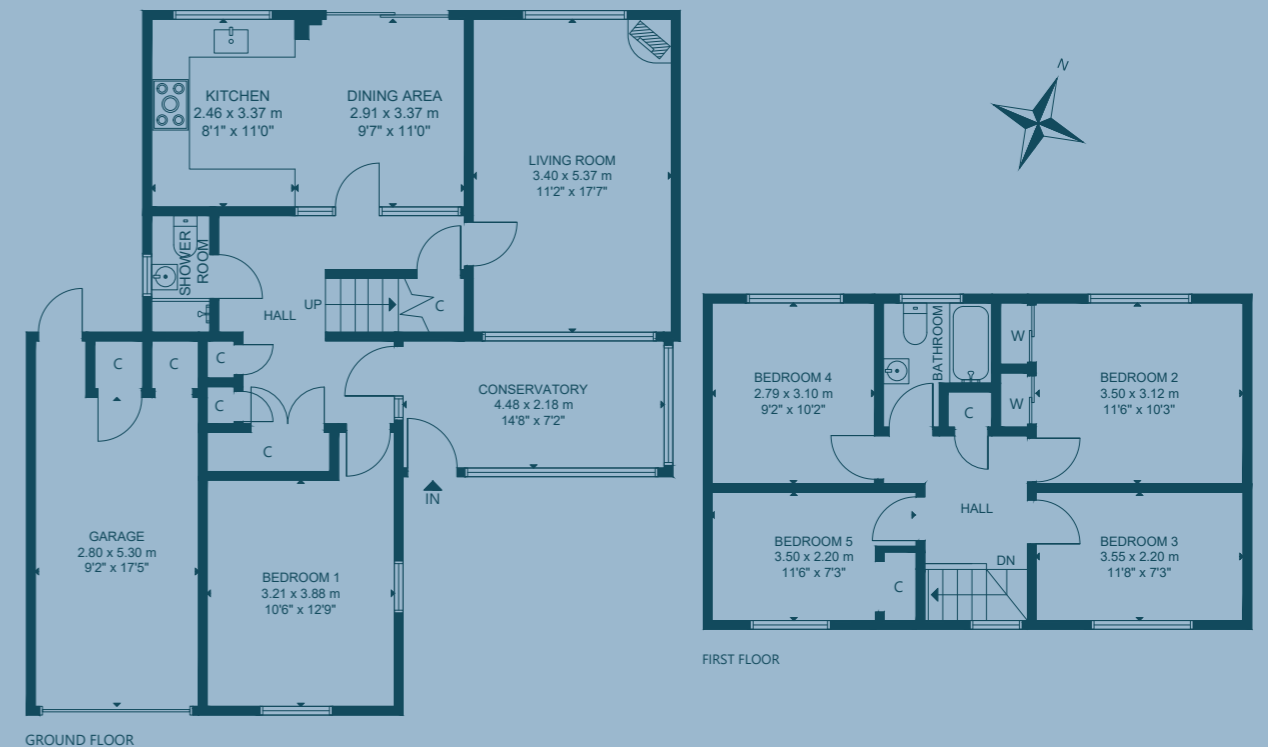 KITCHEN
2.46 x 3.37 m
8'1" x 11'0"
DINING AREA
2.91 x 3.37 m
9'7" x 11'0"
LIVING ROOM
3.40 x 5.37 m
11'2" x 17'7"
N
SHOWER
ROOM
UP
C
HALL
C
C
C
C
C
CONSERVATORY
4.48 x 2.18 m
14'8" x 7'2"
IN
GARAGE
2.80 x 5.30 m
9'2" x 17'5"
BEDROOM 1
3.21 x 3.88 m
10'6" x 12'9"
GROUND FLOOR
BEDROOM 4
2.79 x 3.10 m
9'2" x 10'2"
BATHROOM
W
W
C
BEDROOM 2
3.50 x 3.12 m
11'6" x 10'3"
HALL
BEDROOM 5
3.50 x 2.20 m
11'6" x 7'3"
C
DN
BEDROOM 3
3.55 x 2.20 m
11'8" x 7'3"
FIRST FLOOR